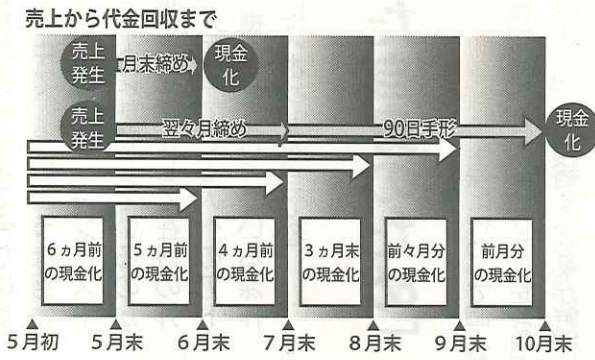 売上から代金回収まで
売上
発生
月末締め
現金
化
売上
発生
翌々月締め
90日手形
現金
化
6ヵ月前
の現金化
5ヵ月前
の現金化
4ヵ月前
の現金化
3ヵ月末
の現金化
前々月分
の現金化
前月分
の現金化
5月初
5月末
6月末
7月末
8月末
9月末
10月末